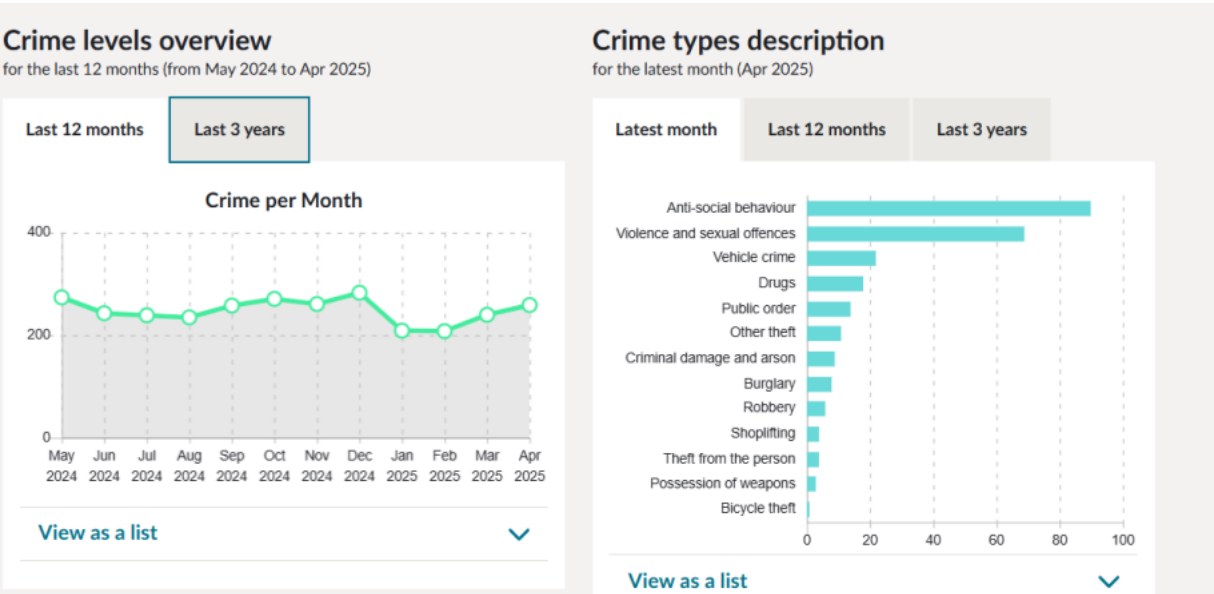 Crime levels overview
for the last 12 months (from May 2024 to Apr 2025)
Last 12 months
Last 3 years
Crime per Month
400
200
0
May Jun Jul Aug Sep Oct Nov Dec Jan Feb Mar Apr
2024 2024 2024 2024 2024 2024 2024 2024 2025 2025 2025 2025
View as a list
Crime types description
for the latest month (Apr 2025)
Latest month
Last 12 months
Last 3 years
Anti-social behaviour
Violence and sexual offences
Vehicle crime
Drugs
Public order
Other theft
Criminal damage and arson
Burglary
Robbery
Shoplifting
Theft from the person
Possession of weapons
Bicycle theft
0 20 40 60 80 100
View as a list